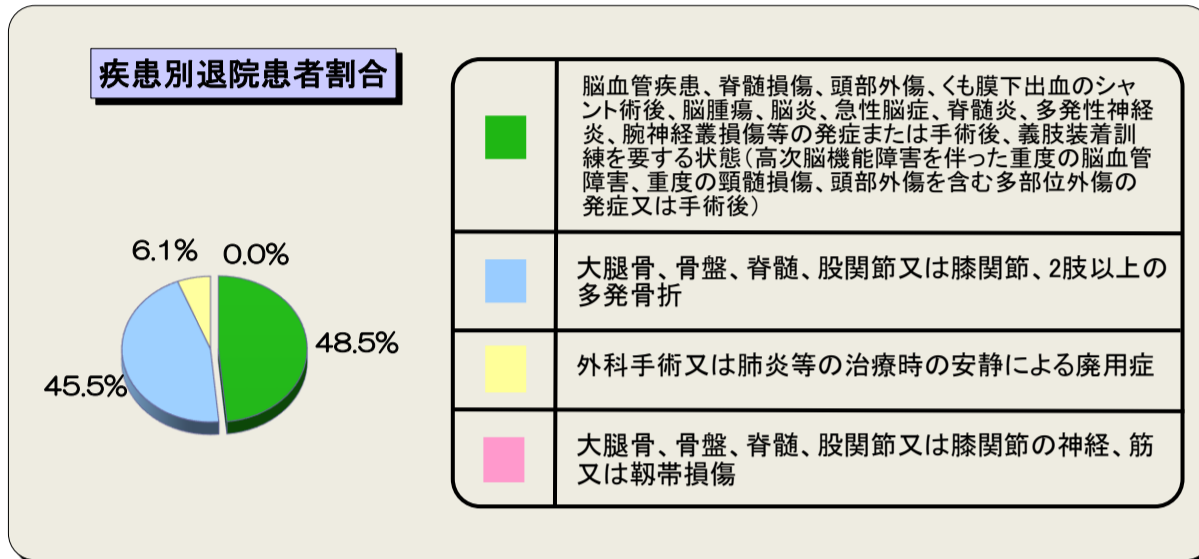 疾患別退院患者割合
6.1%
0.0%
48.5%
45.5%
脳血管疾患、脊髄損傷、頭部外傷、くも膜下出血のシャ
ント術後、脳腫瘍、脳炎、急性脳症、脊髄炎、多発性神経
炎、腕神経叢損傷等の発症または手術後、義肢装着訓
練を要する状態（高次脳機能障害を伴った重度の脳血管
障害、重度の頸髄損傷、頭部外傷を含む多部位外傷の
発症又は手術後）
大腿骨、骨盤、脊髄、股関節又は膝関節、2肢以上の
多発骨折
外科手術又は肺炎等の治療時の安静による廃用症
大腿骨、骨盤、脊髄、股関節又は膝関節の神経、筋
又は靱帯損傷